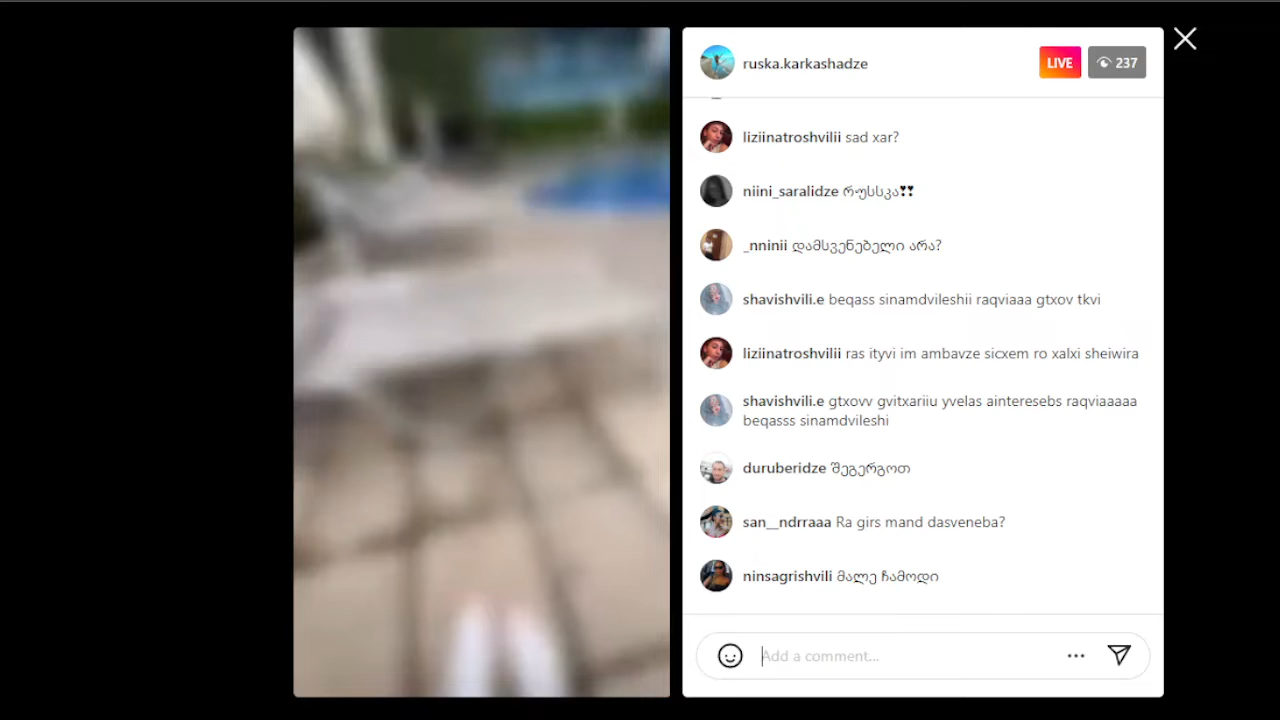 ruska.karkashadze LIVE 237
liziinatroshvilii sad xar?
niini_saralidze რუსსკა❣❣
_nninii დამსვენებელი არა?
shavishvili.e beqass sinamdvileshii raqviaaa gtxov tkvi
liziinatroshvilii ras ityvi im ambavze sicxem ro xalxi sheiwira
shavishvili.e gtxovv gvitxariiu yvelas ainteresebs raqviaaaaa
beqasss sinamdvileshi
duruberidze შეგერგოთ
san__ndrraaa Ra girs mand dasveneba?
ninsagrishvili მალე ჩამოდი
Add a comment...